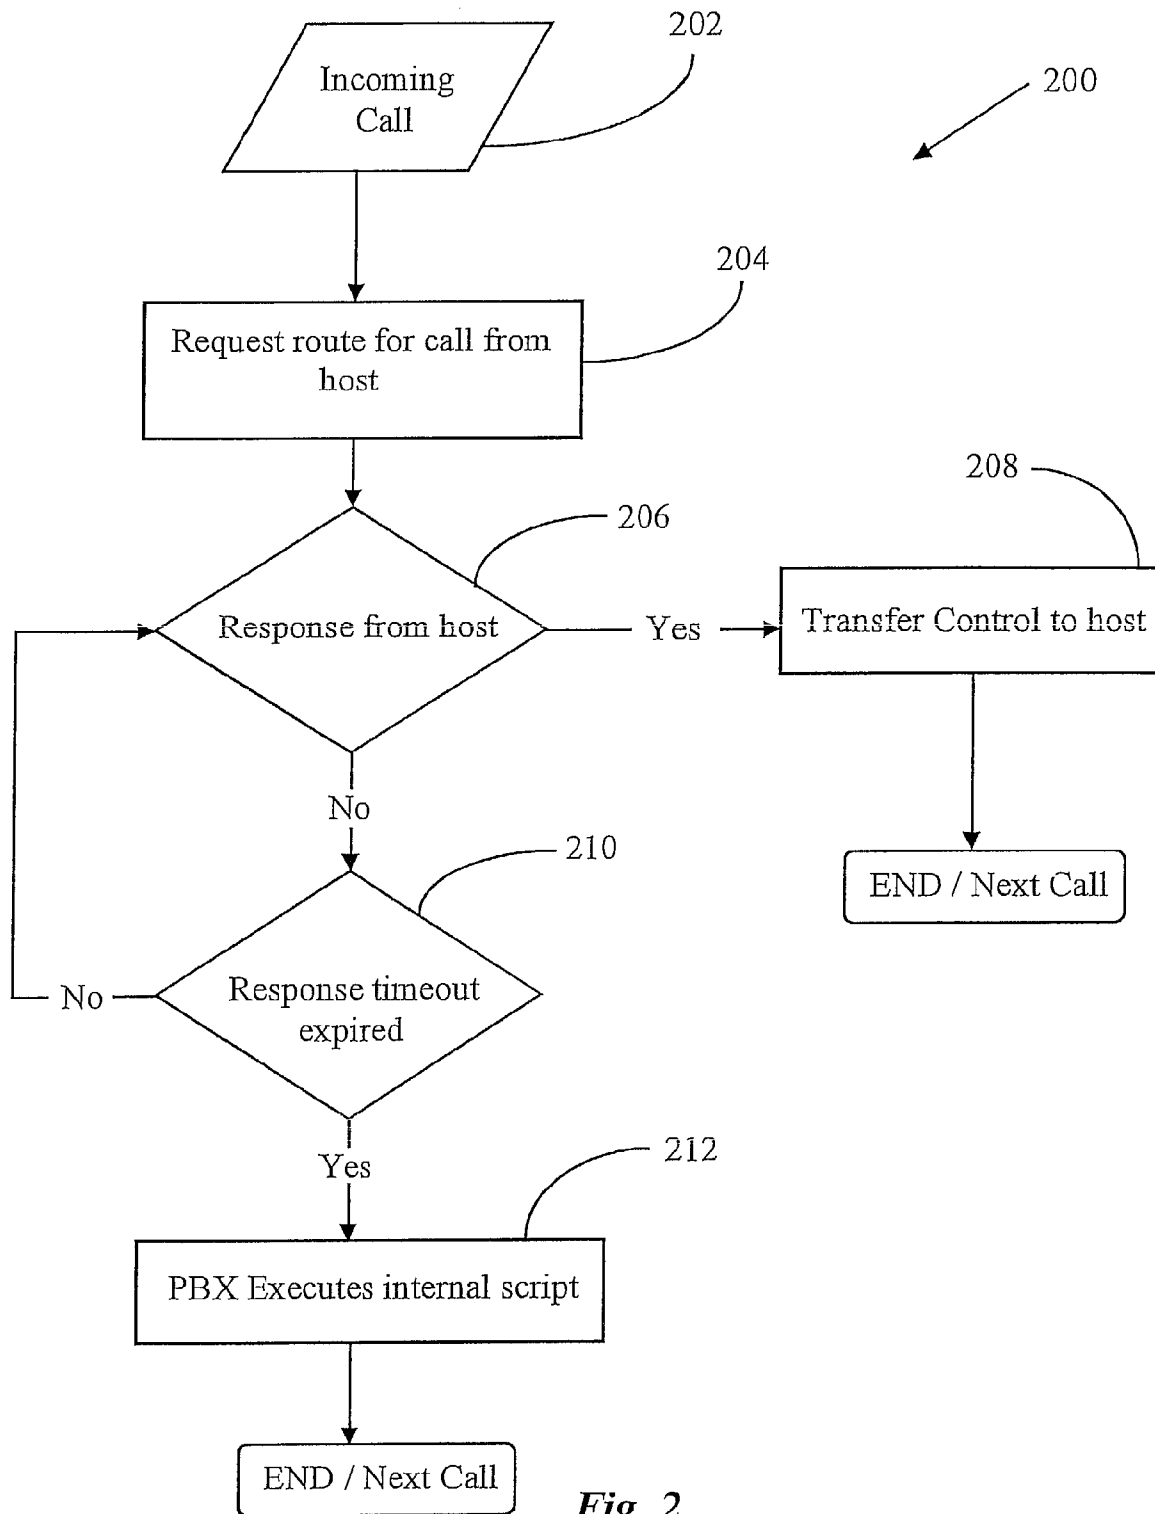 202
Incoming
Call
200
204
Request route for call from
host
208
206
Response from host
Yes
Transfer Control to host
No
210
END / Next Call
Response timeout
expired
No
Yes
212
PBX Executes internal script
END / Next Call
Fig. 2